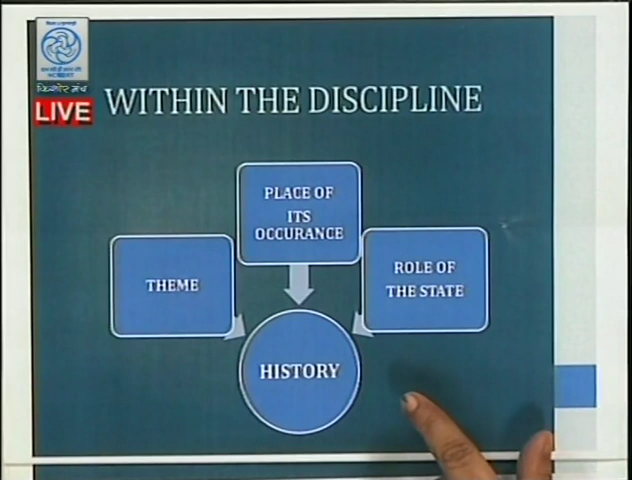 किशोर मंच
LIVE
WITHIN THE DISCIPLINE
PLACE OF
ITS
OCCURANCE
THEME
ROLE OF
THE STATE
HISTORY